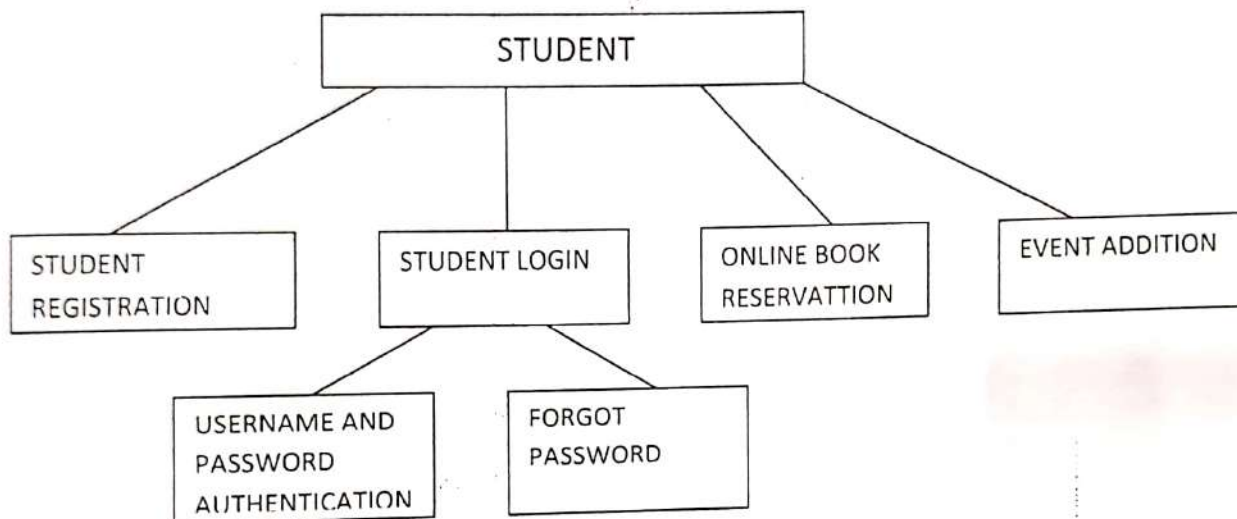 STUDENT
STUDENT
REGISTRATION
STUDENT LOGIN
ONLINE BOOK
RESERVATTION
EVENT ADDITION
USERNAME AND
PASSWORD
AUTHENTICATION
FORGOT
PASSWORD